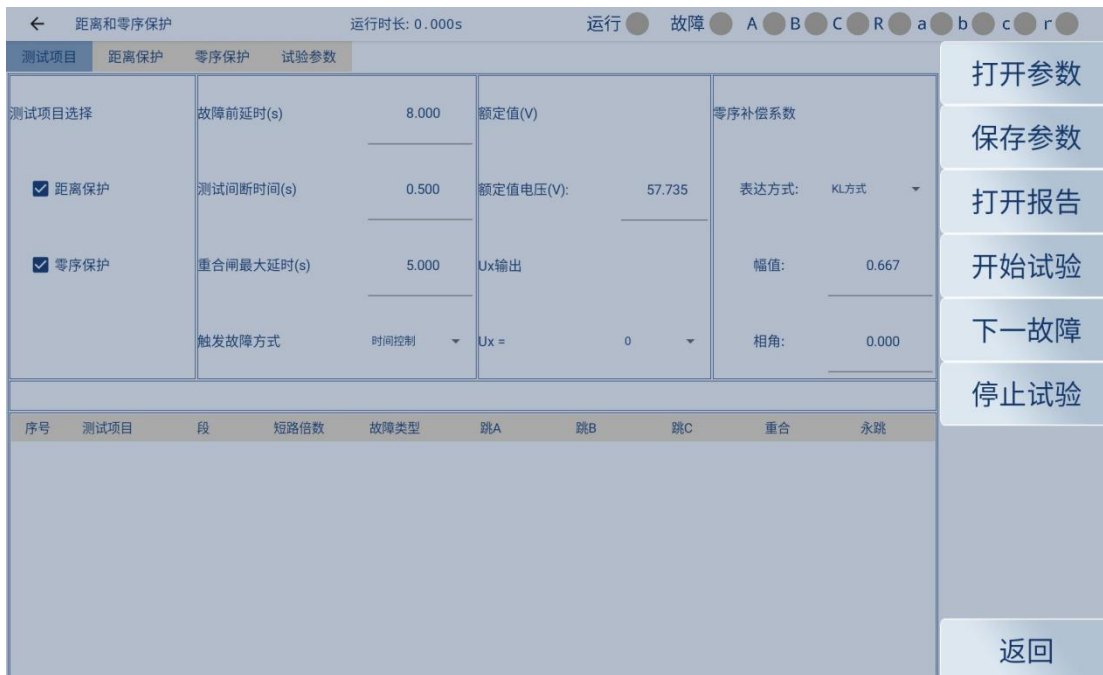 ← 距离和零序保护 运行时长: 0.000s 运行 故障 A B C R a b c r
测试项目 距离保护 零序保护 试验参数
打开参数
保存参数
打开报告
开始试验
下一故障
停止试验
返回
测试项目选择 故障前延时(s) 8.000 额定值(V) 零序补偿系数
距离保护 测试间断时间(s) 0.500 额定值电压(V): 57.735 表达方式: KL方式
零序保护 重合闸最大延时(s) 5.000 Ux输出 幅值: 0.667
触发故障方式 时间控制 Ux = 0 相角: 0.000
序号 测试项目 段 短路倍数 故障类型 跳A 跳B 跳C 重合 永跳